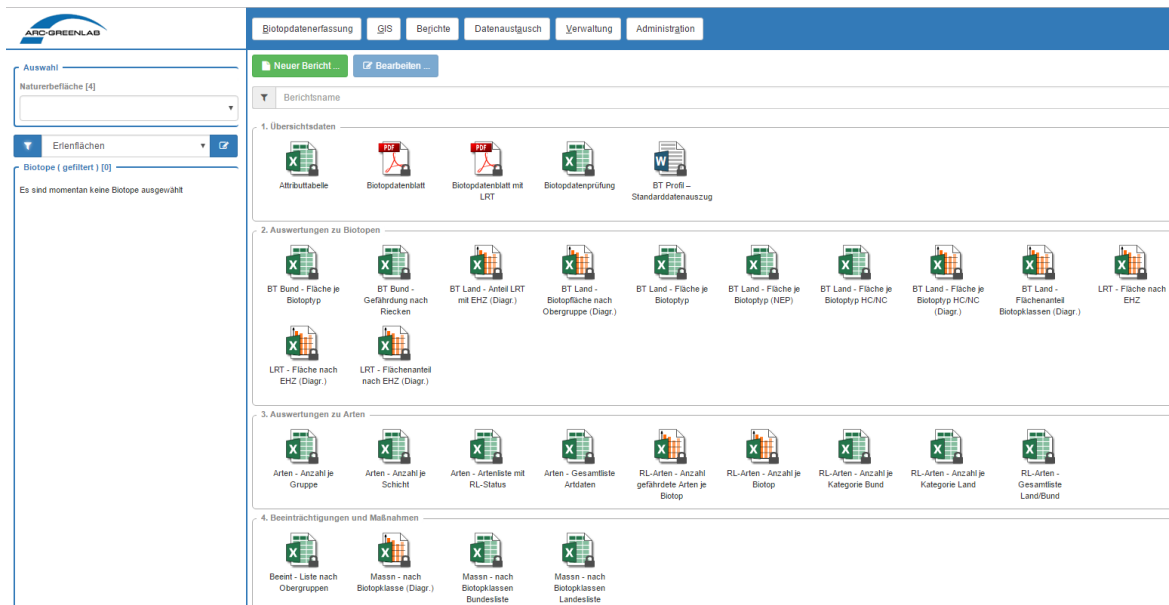 ARC-GREENLAB
Biotopdatenerfassung GIS Berichte Datenaustausch Verwaltung Administration
Auswahl
Naturerbefläche [4]
Erlenflächen
Biotope ( gefiltert ) [0]
Es sind momentan keine Biotope ausgewählt
Neuer Bericht ... Bearbeiten ...
Berichtsname
1. Übersichtsdaten
PDF PDF
X X W
Attributtabelle Biotopdatenblatt Biotopdatenblatt mit Biotopdatenprüfung BT Profil –
LRT Standarddatenauszug
2. Auswertungen zu Biotopen
X X X X X X X X X X
BT Bund - Fläche je BT Bund - BT Land - Anteil LRT BT Land - BT Land - Fläche je BT Land - Fläche je BT Land - Fläche je BT Land - Fläche je BT Land - LRT - Fläche nach
Biotoptyp Gefährdung nach mit EHZ (Diagr.) Biotopfläche nach Biotoptyp Biotoptyp (NEP) Biotoptyp HC/NC Biotoptyp HC/NC Flächenanteil EHZ
Riecken Obergruppe (Diagr.) (Diagr.) Biotopklassen (Diagr.)
X X
LRT - Fläche nach LRT - Flächenanteil
EHZ (Diagr.) nach EHZ (Diagr.)
3. Auswertungen zu Arten
X X X X X X X X X
Arten - Anzahl je Arten - Anzahl je Arten - Artenliste mit Arten - Gesamtliste RL-Arten - Anzahl RL-Arten - Anzahl je RL-Arten - Anzahl je RL-Arten - Anzahl je RL-Arten -
Gruppe Schicht RL-Status Artdaten gefährdete Arten je Biotop Kategorie Bund Kategorie Land Gesamtliste
Biotop Land/Bund
4. Beeinträchtigungen und Maßnahmen
X X X X
Beeint - Liste nach Massn - nach Massn - nach Massn - nach
Obergruppen Biotopklasse (Diagr.) Biotopklassen Biotopklassen
Bundesliste Landesliste